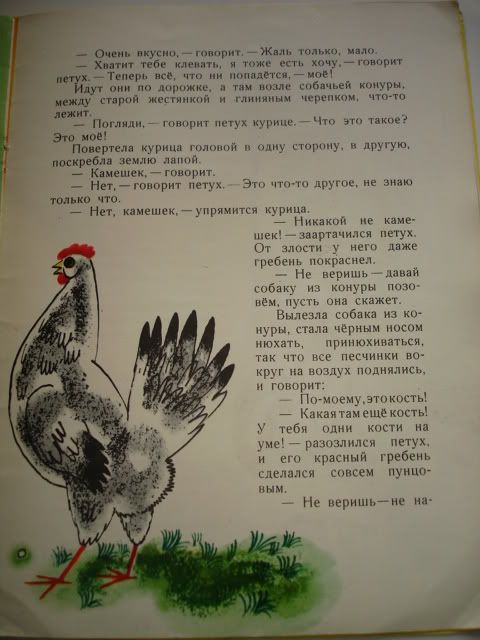 — Очень вкусно, — говорит. — Жаль только, мало.
— Хватит тебе клевать, я тоже есть хочу, — говорит
петух. — Теперь всё, что ни попадётся, — моё!
Идут они по дорожке, а там возле собачьей конуры,
между старой жестянкой и глиняным черепком, что-то
лежит.
— Погляди, — говорит петух курице. — Что это такое?
Это моё!
Повертела курица головой в одну сторону, в другую,
поскребла землю лапой.
— Камешек, — говорит.
— Нет, — говорит петух. — Это что-то другое, не знаю
только что.
— Нет, камешек, — упрямится курица.
— Никакой не каме-
шек! — заартачился петух.
От злости у него даже
гребень покраснел.
— Не веришь — давай
собаку из конуры позо-
вём, пусть она скажет.
Вылезла собака из ко-
нуры, стала чёрным носом
нюхать, принюхиваться,
так что все песчинки во-
круг на воздух поднялись,
и говорит:
— По-моему, это кость!
— Какая там ещё кость!
У тебя одни кости на
уме! — разозлился петух,
и его красный гребень
сделался совсем пунцо-
вым.
— Не веришь — не на-